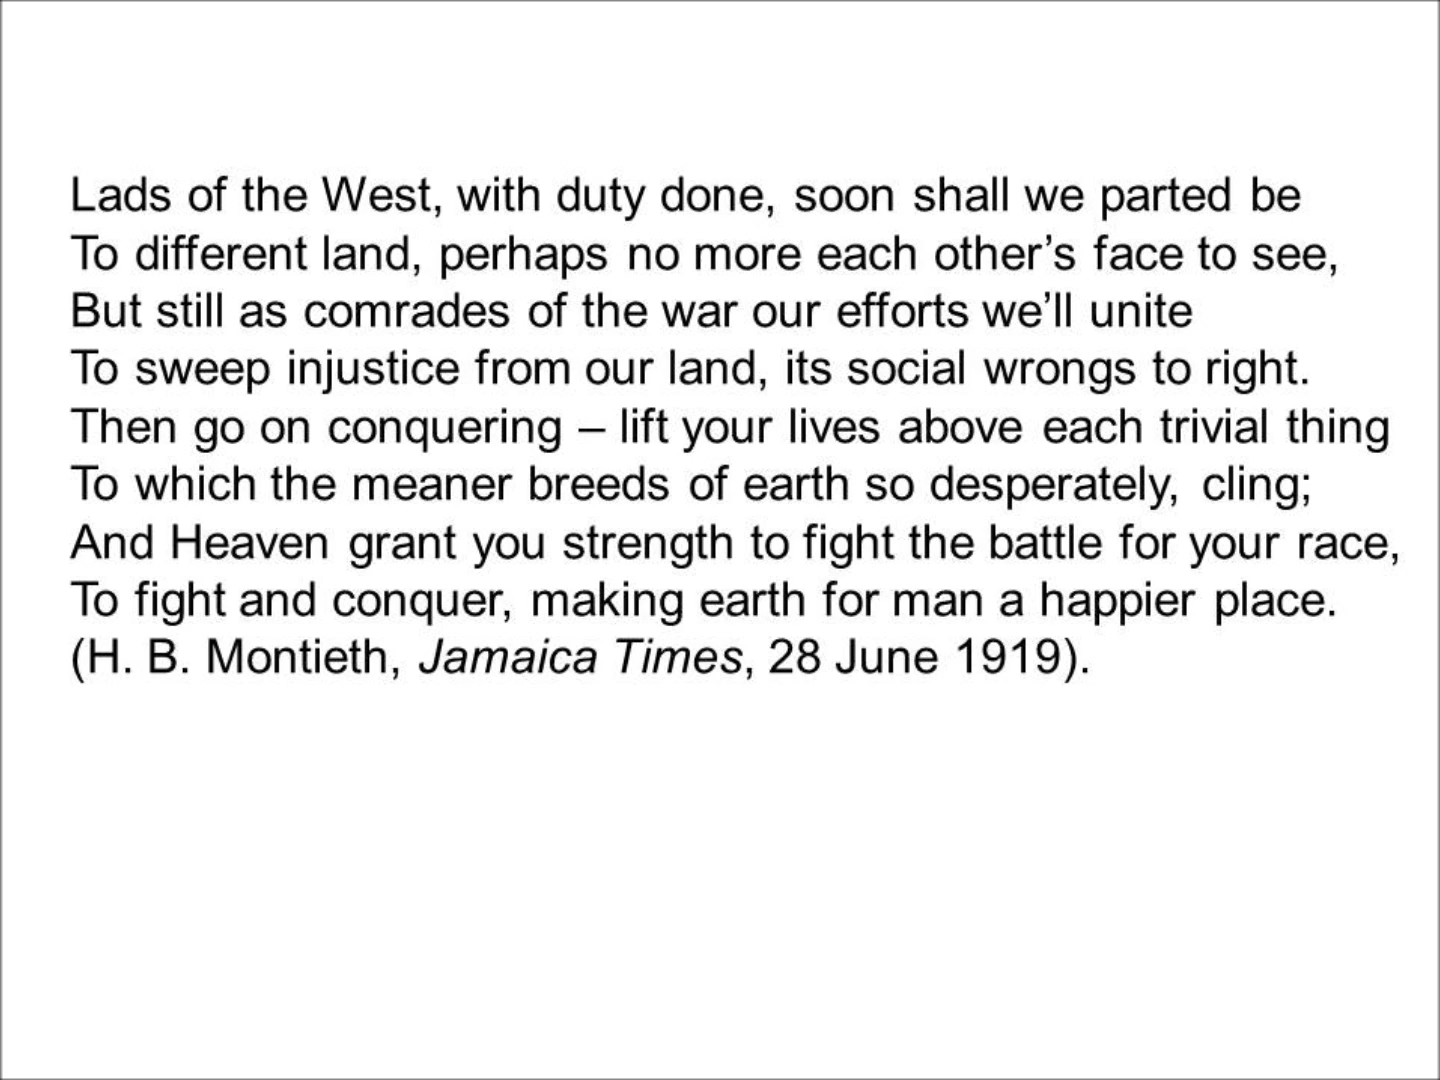 Lads of the West, with duty done, soon shall we parted be
To different land, perhaps no more each other’s face to see,
But still as comrades of the war our efforts we’ll unite
To sweep injustice from our land, its social wrongs to right.
Then go on conquering – lift your lives above each trivial thing
To which the meaner breeds of earth so desperately, cling;
And Heaven grant you strength to fight the battle for your race,
To fight and conquer, making earth for man a happier place.
(H. B. Montieth, Jamaica Times, 28 June 1919).